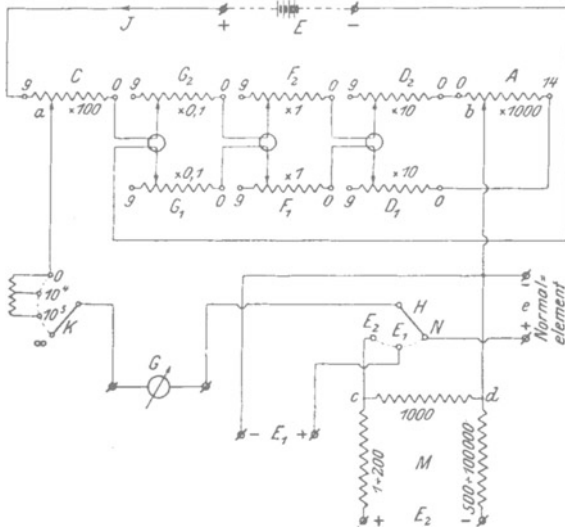 J + E -
9 C 0 G₂ 0 F₂ 0 D₂ 0 0 A 14
a ×100 9 ×0,1 9 ×1 9 ×10 b ×1000
×0,1 ×1 ×10
9 G₁ 0 9 F₁ 0 9 D₁ 0
0
10⁴
10⁵
K
∞
G
H
E₂ E₁ N
- e + Normal=
element
c 1000 d
- E₁ +
1÷200 M 500÷100000
+ E₂ -